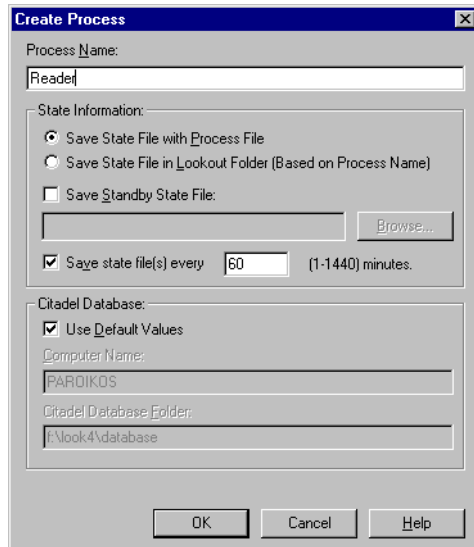 Create Process
Process Name:
Reader
State Information:
Save State File with Process File
Save State File in Lookout Folder (Based on Process Name)
Save Standby State File:
Browse...
Save state file(s) every 60 (1-1440) minutes.
Citadel Database:
Use Default Values
Computer Name:
PAROIKOS
Citadel Database Folder:
f:\look4\database
OK Cancel Help